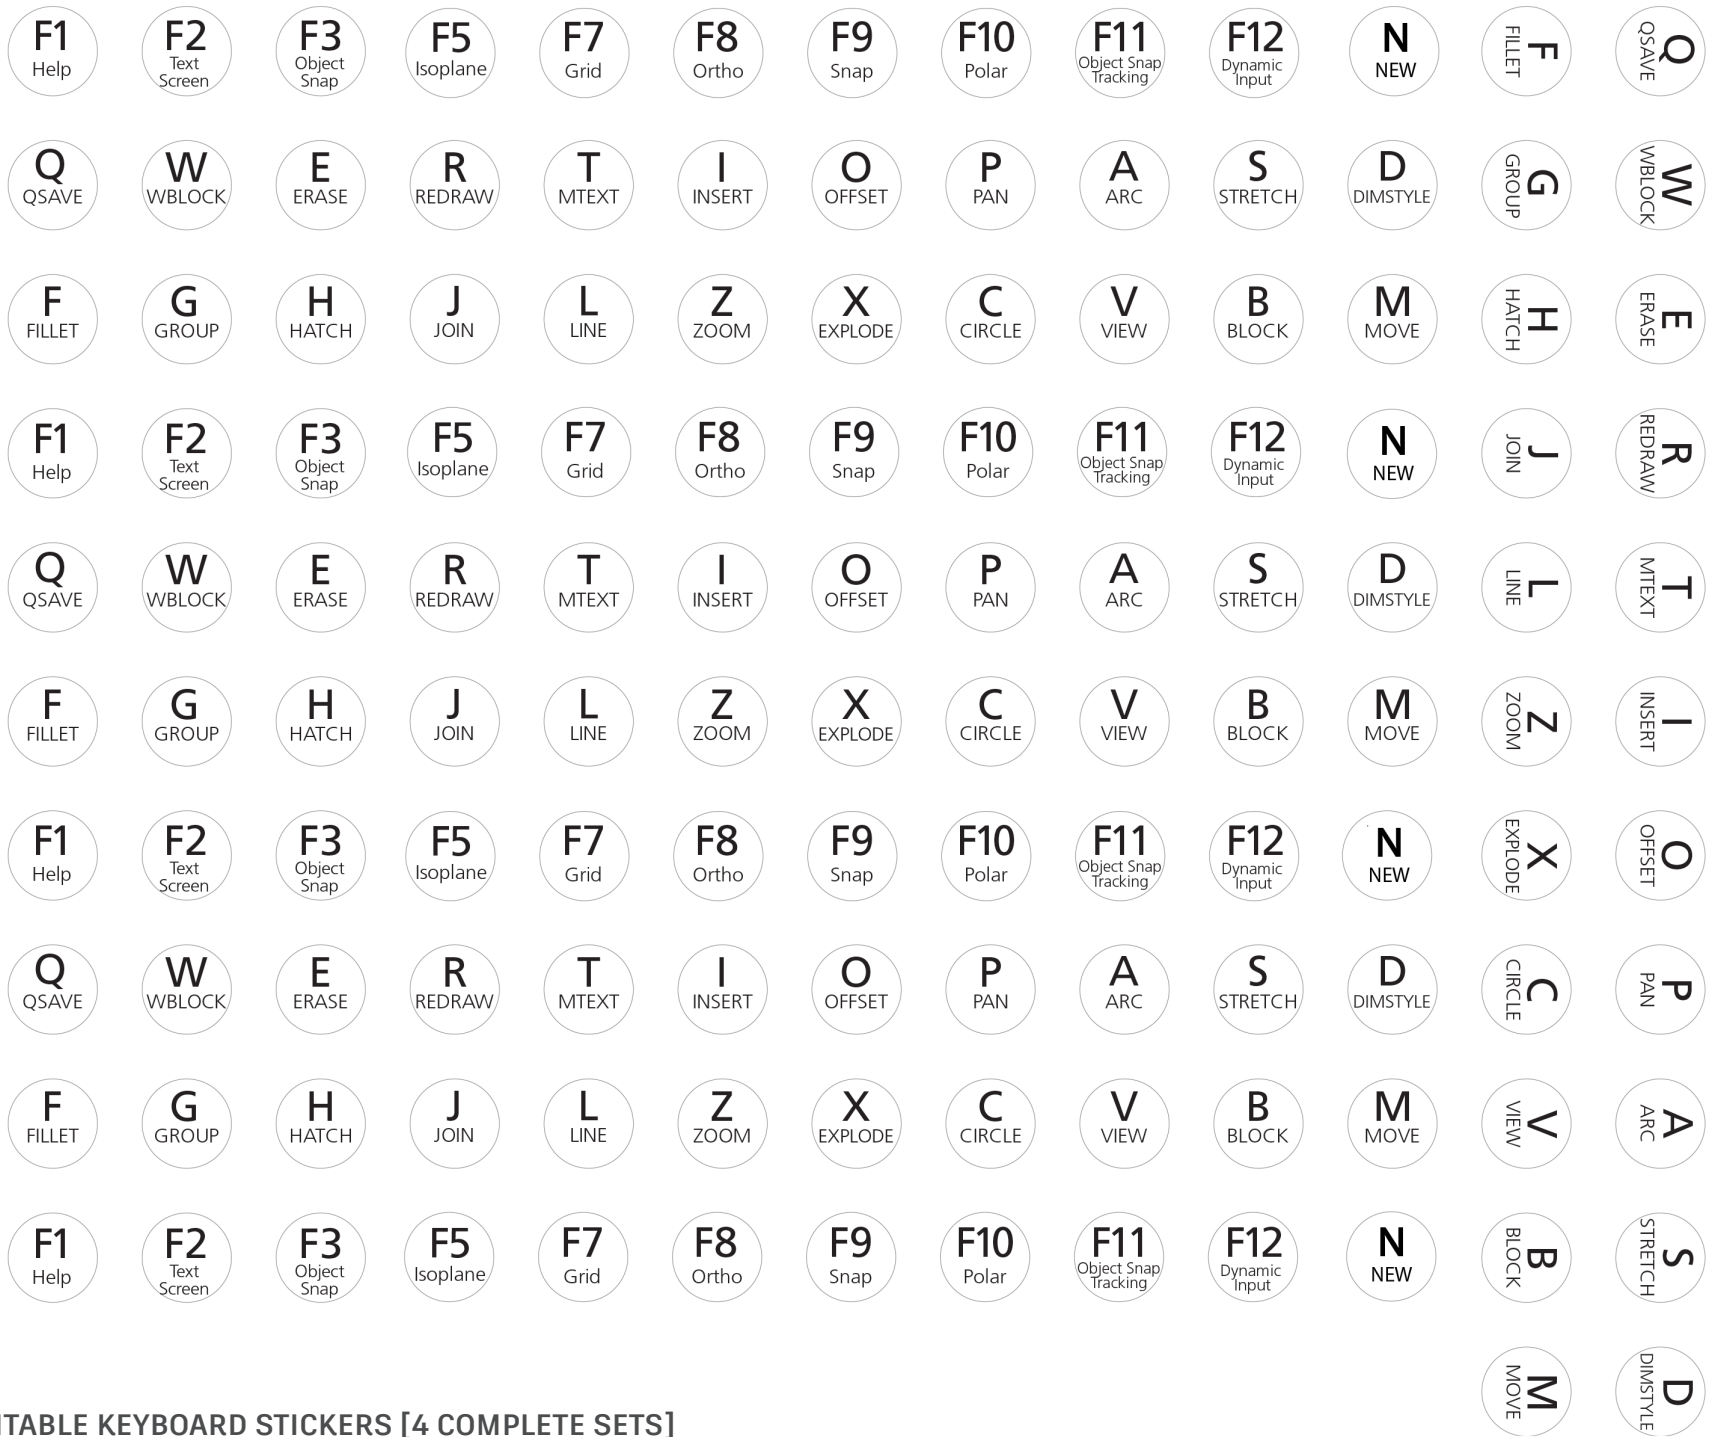 F1 F2 F3 F5 F7 F8 F9 F10 F11 F12 N
Help Text Object Isoplane Grid Ortho Snap Polar Object Snap Dynamic NEW
Screen Snap Tracking Input
Q W E R T I O P A S D
QSAVE WBLOCK ERASE REDRAW MTEXT INSERT OFFSET PAN ARC STRETCH DIMSTYLE
F G H J L Z X C V B M
FILLET GROUP HATCH JOIN LINE ZOOM EXPLODE CIRCLE VIEW BLOCK MOVE
F1 F2 F3 F5 F7 F8 F9 F10 F11 F12 N
Help Text Object Isoplane Grid Ortho Snap Polar Object Snap Dynamic NEW
Screen Snap Tracking Input
Q W E R T I O P A S D
QSAVE WBLOCK ERASE REDRAW MTEXT INSERT OFFSET PAN ARC STRETCH DIMSTYLE
F G H J L Z X C V B M
FILLET GROUP HATCH JOIN LINE ZOOM EXPLODE CIRCLE VIEW BLOCK MOVE
F1 F2 F3 F5 F7 F8 F9 F10 F11 F12 N
Help Text Object Isoplane Grid Ortho Snap Polar Object Snap Dynamic NEW
Screen Snap Tracking Input
Q W E R T I O P A S D
QSAVE WBLOCK ERASE REDRAW MTEXT INSERT OFFSET PAN ARC STRETCH DIMSTYLE
F G H J L Z X C V B M
FILLET GROUP HATCH JOIN LINE ZOOM EXPLODE CIRCLE VIEW BLOCK MOVE
F1 F2 F3 F5 F7 F8 F9 F10 F11 F12 N
Help Text Object Isoplane Grid Ortho Snap Polar Object Snap Dynamic NEW
Screen Snap Tracking Input
Q W E R T I O P A S D
QSAVE WBLOCK ERASE REDRAW MTEXT INSERT OFFSET PAN ARC STRETCH DIMSTYLE
F G H J L Z X C V B M
FILLET GROUP HATCH JOIN LINE ZOOM EXPLODE CIRCLE VIEW BLOCK MOVE
KEYBOARD STICKERS [4 COMPLETE SETS]